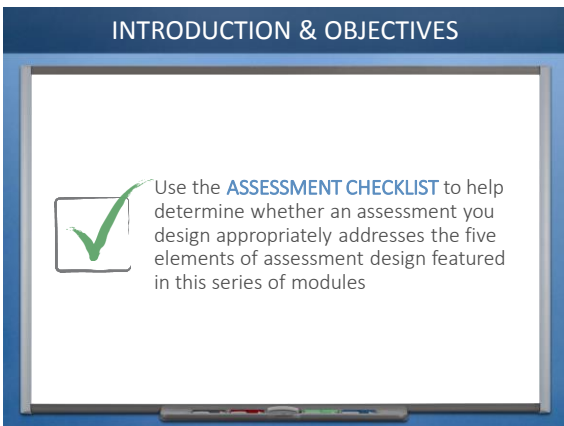 INTRODUCTION & OBJECTIVES
Use the ASSESSMENT CHECKLIST to help
determine whether an assessment you
design appropriately addresses the five
elements of assessment design featured
in this series of modules